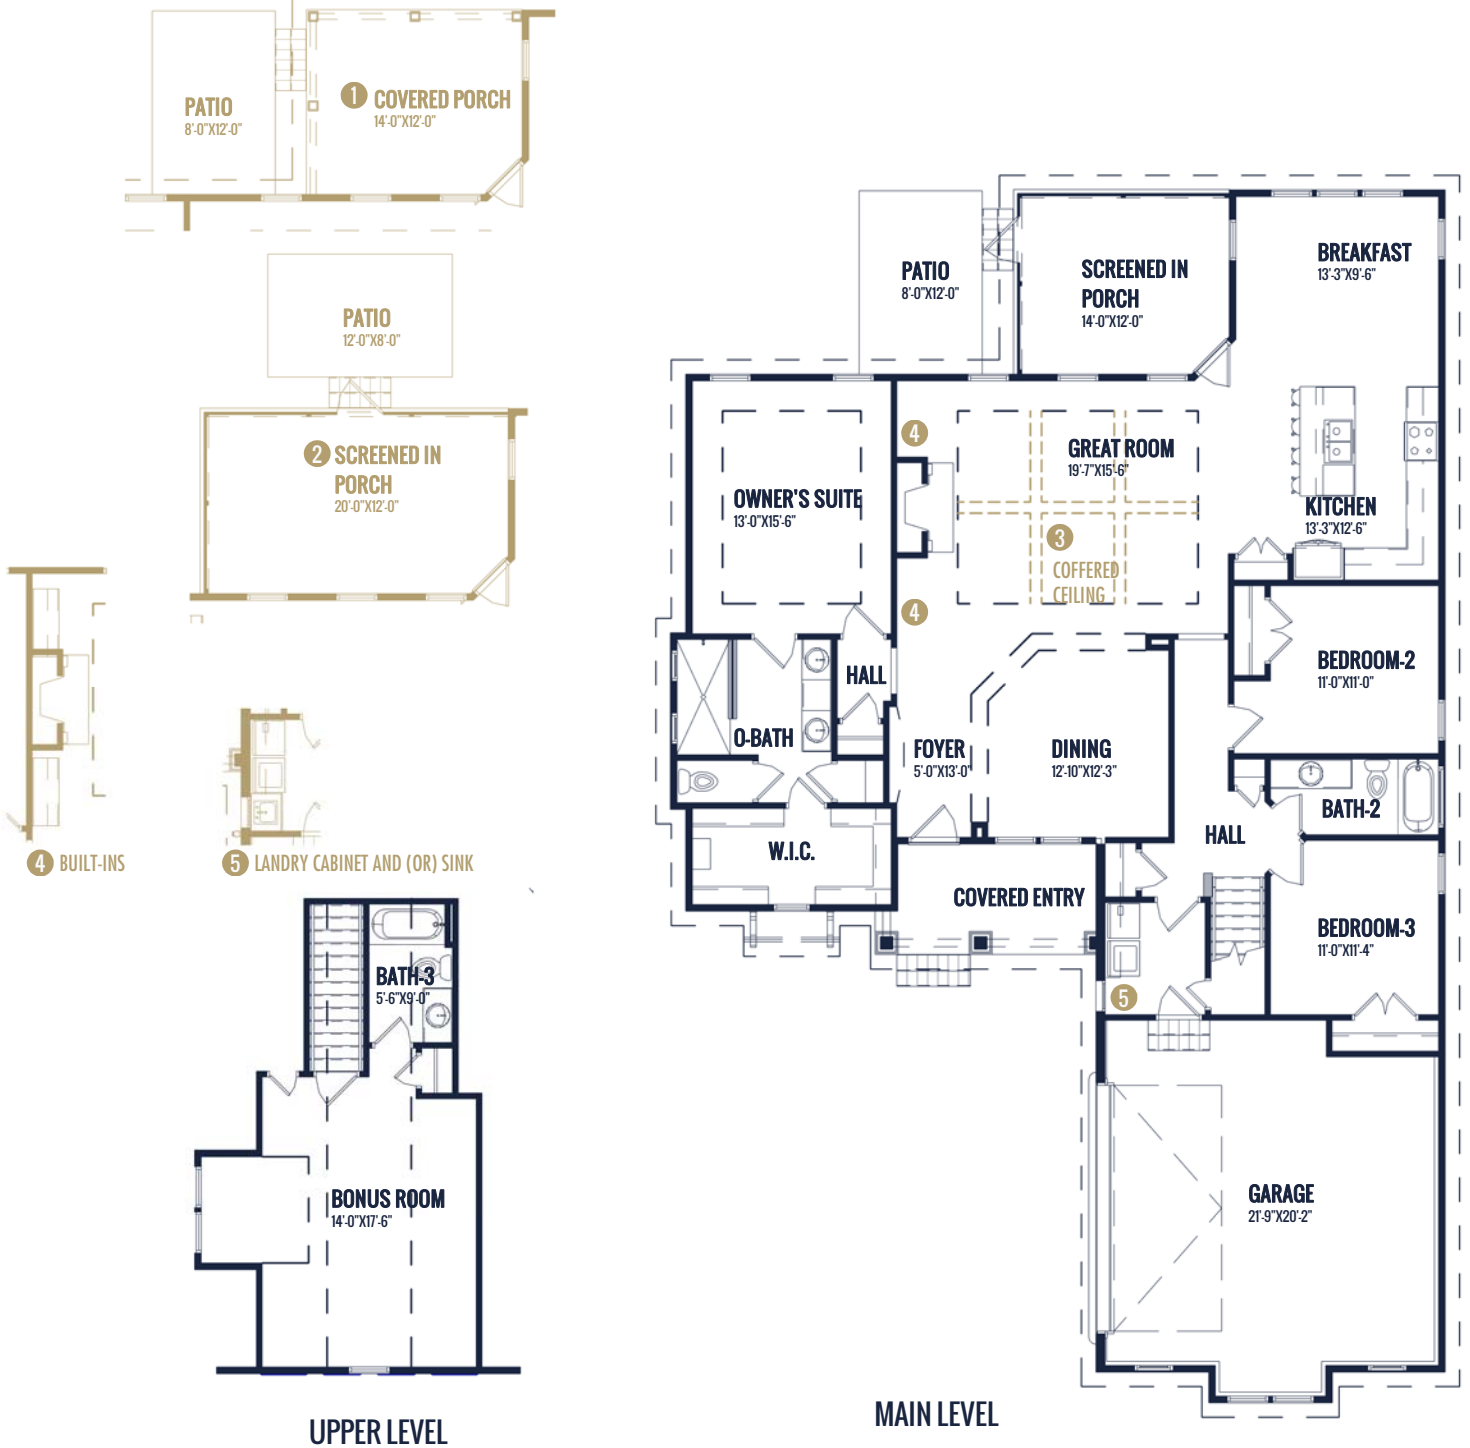 PATIO
8'-0"X12'-0"
1 COVERED PORCH
14'-0"X12'-0"
PATIO
12'-0"X8'-0"
2 SCREENED IN
PORCH
20'-0"X12'-0"
4 BUILT-INS
5 LANDRY CABINET AND (OR) SINK
BATH-3
5'-6"X9'-0"
BONUS ROOM
14'-0"X17'-6"
UPPER LEVEL
PATIO
8'-0"X12'-0"
SCREENED IN
PORCH
14'-0"X12'-0"
BREAKFAST
13'-3"X9'-6"
4
GREAT ROOM
19'-7"X15'-6"
OWNER'S SUITE
13'-0"X15'-6"
KITCHEN
13'-3"X12'-6"
3
COFFERED
CEILING
4
HALL
BEDROOM-2
11'-0"X11'-0"
O-BATH
FOYER
5'-0"X13'-0"
DINING
12'-10"X12'-3"
BATH-2
HALL
W.I.C.
COVERED ENTRY
BEDROOM-3
11'-0"X11'-4"
5
GARAGE
21'-9"X20'-2"
MAIN LEVEL